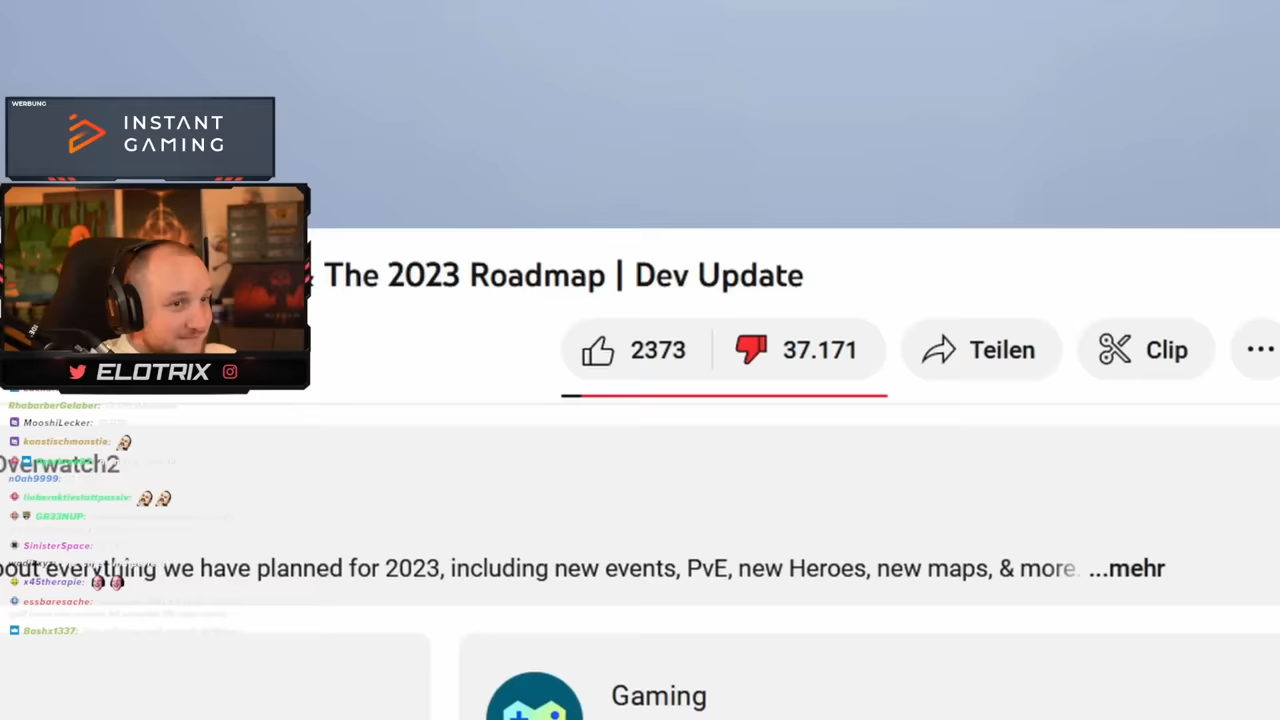 WERBUNG
INSTANT
GAMING
The 2023 Roadmap | Dev Update
2373
37.171
Teilen
Clip
ELOTRIX
RhabarberGelaber:
MooshiLecker:
konstischmonstie:
Overwatch2
n0ah9999:
lieberaktivstattpassiv:
GR33NUP:
SinisterSpace:
everything we have planned for 2023, including new events, PvE, new Heroes, new maps, & more. ...mehr
x45therapie:
essbaresache:
Bashx1337:
Gaming